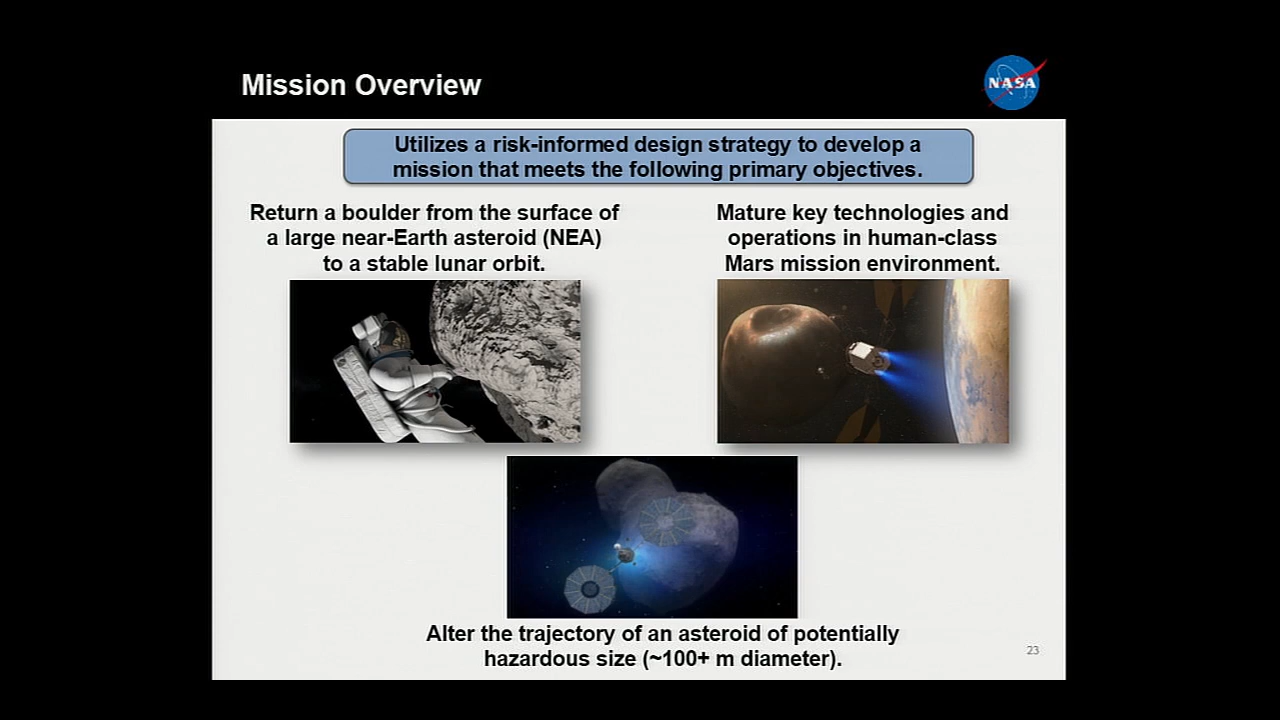 Mission Overview
NASA
Utilizes a risk-informed design strategy to develop a
mission that meets the following primary objectives.
Return a boulder from the surface of
a large near-Earth asteroid (NEA)
to a stable lunar orbit.
Mature key technologies and
operations in human-class
Mars mission environment.
Alter the trajectory of an asteroid of potentially
hazardous size (~100+ m diameter).
23